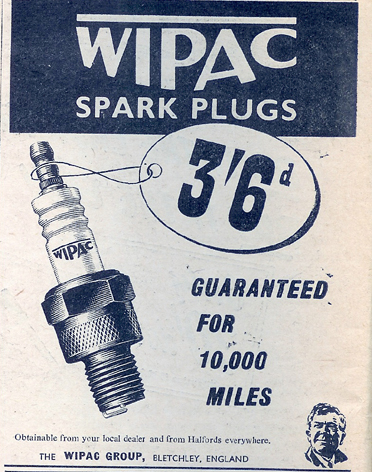 WIPAC
SPARK PLUGS
3'6d
WIPAC
GUARANTEED
FOR
10,000
MILES
Obtainable from your local dealer and from Halfords everywhere.
THE WIPAC GROUP, BLETCHLEY, ENGLAND